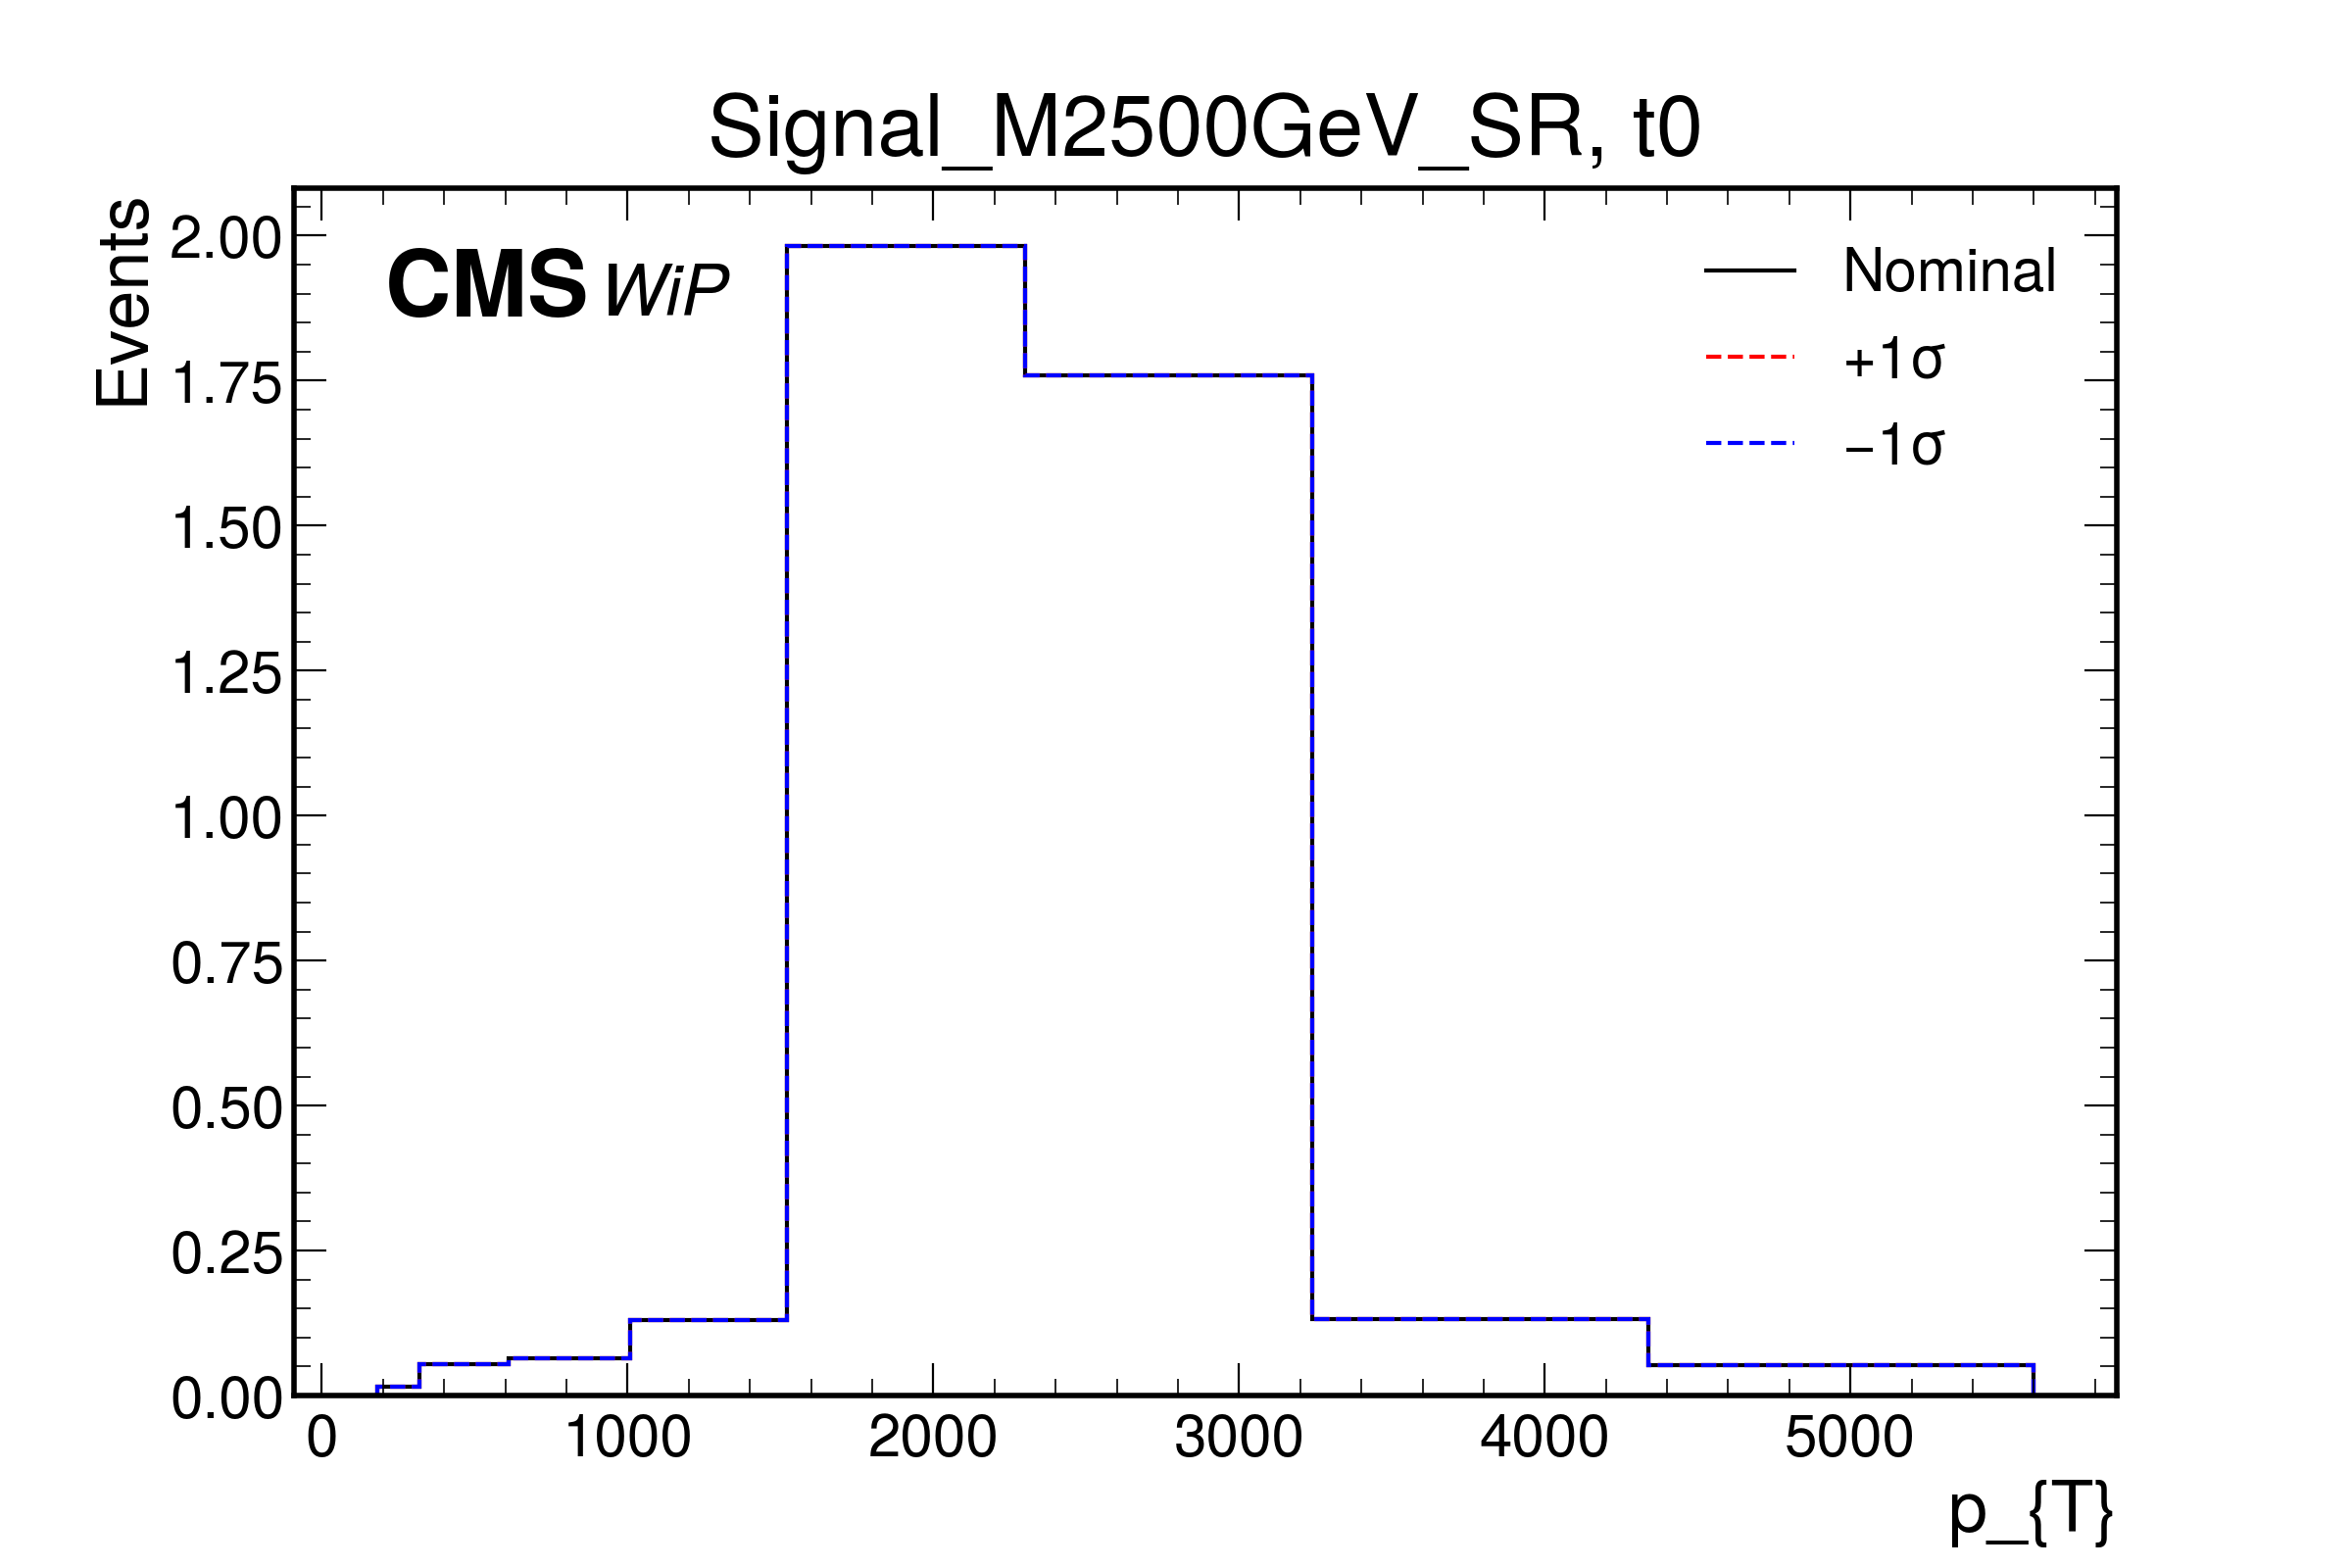 Signal_M2500GeV_SR, t0
Events
CMS WiP
Nominal
+1σ
−1σ
2.00
1.75
1.50
1.25
1.00
0.75
0.50
0.25
0.00
0 1000 2000 3000 4000 5000
p_{T}